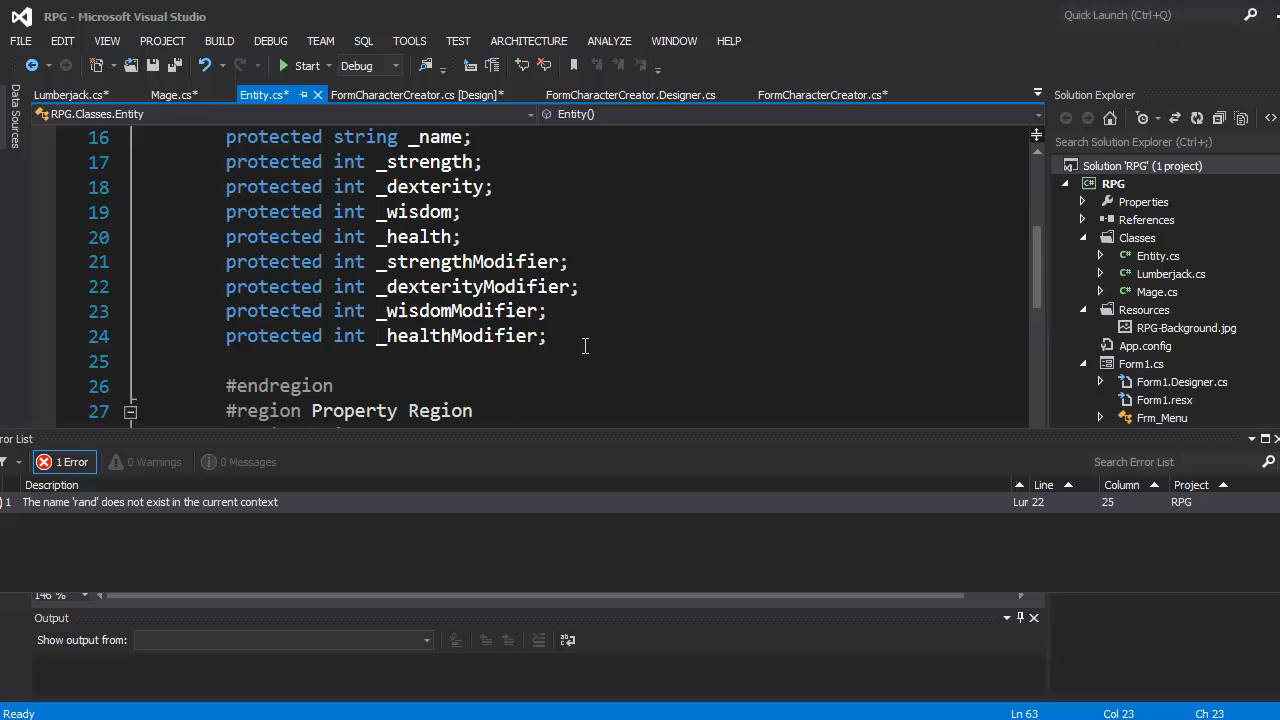 RPG - Microsoft Visual Studio
Quick Launch (Ctrl+Q)
FILE EDIT VIEW PROJECT BUILD DEBUG TEAM SQL TOOLS TEST ARCHITECTURE ANALYZE WINDOW HELP
Start Debug
Data Sources
Lumberjack.cs* Mage.cs* Entity.cs* FormCharacterCreator.cs [Design]* FormCharacterCreator.Designer.cs FormCharacterCreator.cs*
RPG.Classes.Entity Entity()
16 protected string _name;
17 protected int _strength;
18 protected int _dexterity;
19 protected int _wisdom;
20 protected int _health;
21 protected int _strengthModifier;
22 protected int _dexterityModifier;
23 protected int _wisdomModifier;
24 protected int _healthModifier;
25
26 #endregion
27 #region Property Region
Solution Explorer
Search Solution Explorer (Ctrl+;)
Solution 'RPG' (1 project)
RPG
Properties
References
Classes
Entity.cs
Lumberjack.cs
Mage.cs
Resources
RPG-Background.jpg
App.config
Form1.cs
Form1.Designer.cs
Form1.resx
Frm_Menu
rror List
1 Error 0 Warnings 0 Messages
Search Error List
Description Line Column Project
1 The name 'rand' does not exist in the current context Lur 22 25 RPG
146 %
Output
Show output from:
Ready Ln 63 Col 23 Ch 23